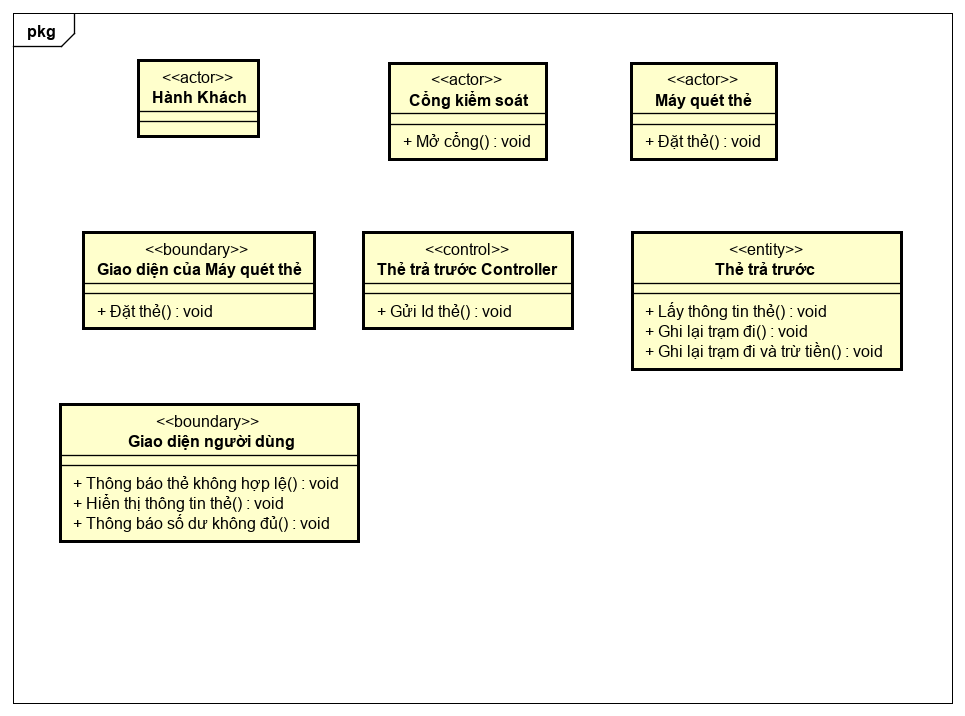 pkg
<<actor>>
Hành Khách
<<actor>>
Cổng kiểm soát
+ Mở cổng() : void
<<actor>>
Máy quét thẻ
+ Đặt thẻ() : void
<<boundary>>
Giao diện của Máy quét thẻ
+ Đặt thẻ() : void
<<control>>
Thẻ trả trước Controller
+ Gửi Id thẻ() : void
<<entity>>
Thẻ trả trước
+ Lấy thông tin thẻ() : void
+ Ghi lại trạm đi() : void
+ Ghi lại trạm đi và trừ tiền() : void
<<boundary>>
Giao diện người dùng
+ Thông báo thẻ không hợp lệ() : void
+ Hiển thị thông tin thẻ() : void
+ Thông báo số dư không đủ() : void